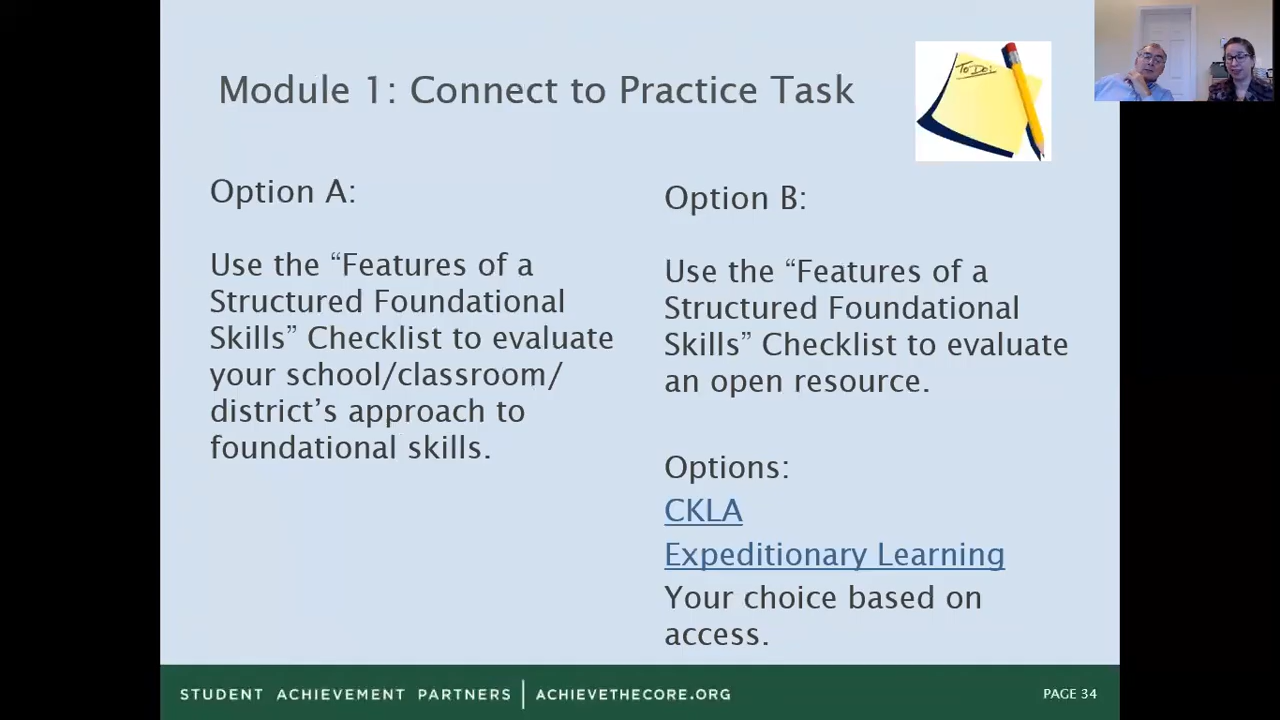 Module 1: Connect to Practice Task
To Do:
Option A:
Use the “Features of a
Structured Foundational
Skills” Checklist to evaluate
your school/classroom/
district’s approach to
foundational skills.
Option B:
Use the “Features of a
Structured Foundational
Skills” Checklist to evaluate
an open resource.
Options:
CKLA
Expeditionary Learning
Your choice based on
access.
STUDENT ACHIEVEMENT PARTNERS | ACHIEVETHECORE.ORG
PAGE 34